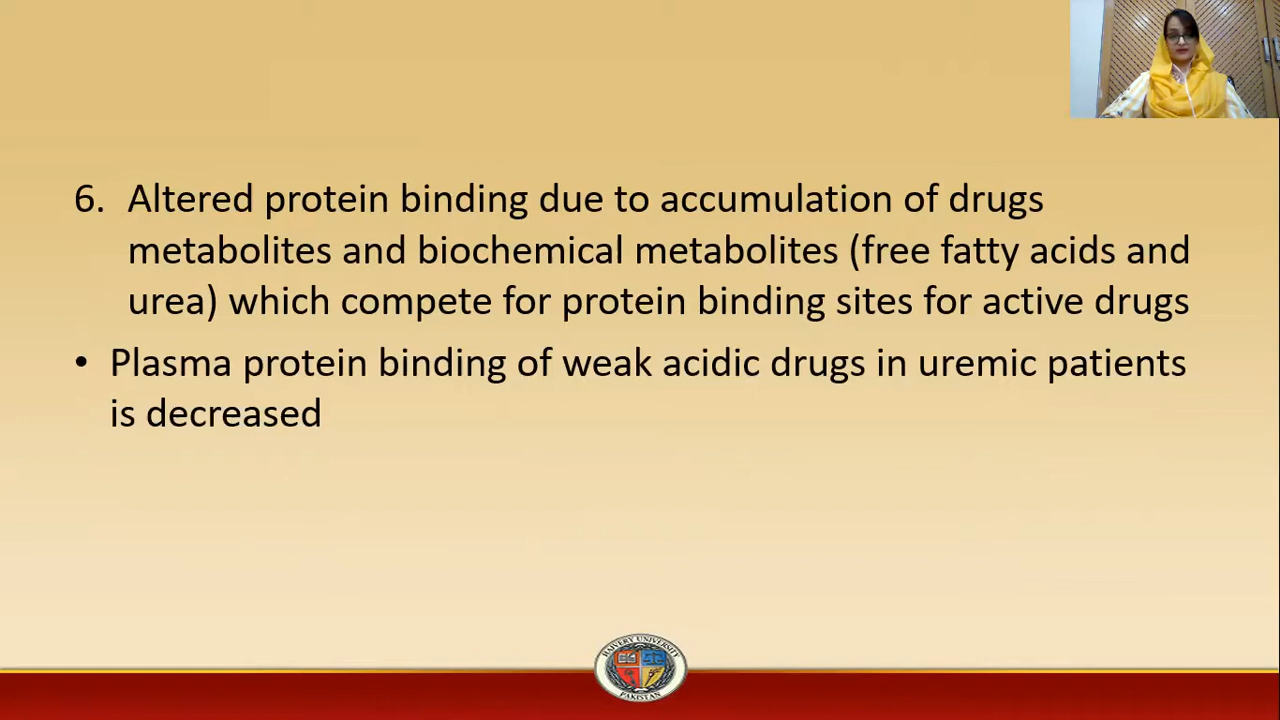 6. Altered protein binding due to accumulation of drugs
metabolites and biochemical metabolites (free fatty acids and
urea) which compete for protein binding sites for active drugs
• Plasma protein binding of weak acidic drugs in uremic patients
is decreased
UNIVERSITY
PAKISTAN